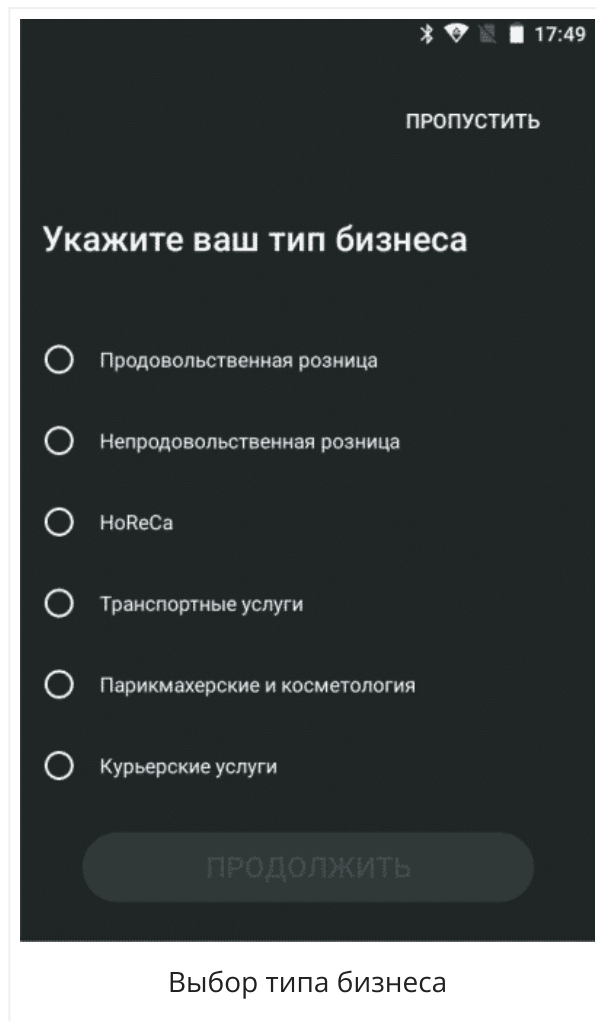 17:49
ПРОПУСТИТЬ
Укажите ваш тип бизнеса
Продовольственная розница
Непродовольственная розница
HoReCa
Транспортные услуги
Парикмахерские и косметология
Курьерские услуги
ПРОДОЛЖИТЬ
Выбор типа бизнеса